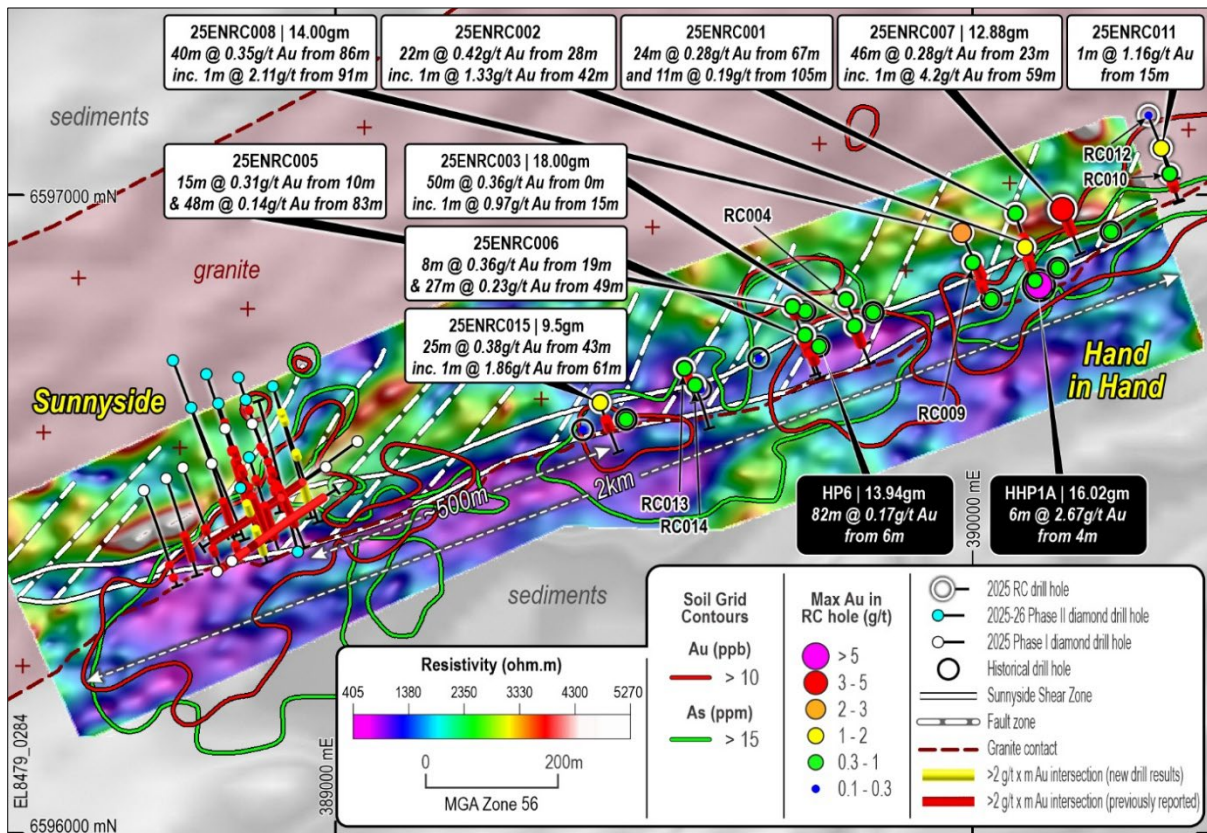 25ENRC008 | 14.00gm
40m @ 0.35g/t Au from 86m
inc. 1m @ 2.11g/t from 91m
25ENRC002
22m @ 0.42g/t Au from 28m
inc. 1m @ 1.33g/t from 42m
25ENRC001
24m @ 0.28g/t Au from 67m
and 11m @ 0.19g/t from 105m
25ENRC007 | 12.88gm
46m @ 0.28g/t Au from 23m
inc. 1m @ 4.2g/t from 59m
25ENRC011
1m @ 1.16g/t Au
from 15m
sediments
25ENRC005
15m @ 0.31g/t Au from 10m
& 48m @ 0.14g/t Au from 83m
25ENRC003 | 18.00gm
50m @ 0.36g/t Au from 0m
inc. 1m @ 0.97g/t from 15m
RC012
RC010
6597000 mN
RC004
granite
25ENRC006
8m @ 0.36g/t Au from 19m
& 27m @ 0.23g/t Au from 49m
25ENRC015 | 9.5gm
25m @ 0.38g/t Au from 43m
inc. 1m @ 1.86g/t from 61m
Sunnyside
Hand
in Hand
RC009
RC013
RC014
~500m
2km
HP6 | 13.94gm
82m @ 0.17g/t Au
from 6m
HHP1A | 16.02gm
6m @ 2.67g/t Au
from 4m
390000 mE
389000 mE
sediments
EL8479_0284
6596000 mN
Resistivity (ohm.m)
405 1380 2350 3330 4300 5270
0 200m
MGA Zone 56
Soil Grid
Contours
Au (ppb)
> 10
As (ppm)
> 15
Max Au in
RC hole (g/t)
> 5
3 - 5
2 - 3
1 - 2
0.3 - 1
0.1 - 0.3
2025 RC drill hole
2025-26 Phase II diamond drill hole
2025 Phase I diamond drill hole
Historical drill hole
Sunnyside Shear Zone
Fault zone
Granite contact
>2 g/t x m Au intersection (new drill results)
>2 g/t x m Au intersection (previously reported)